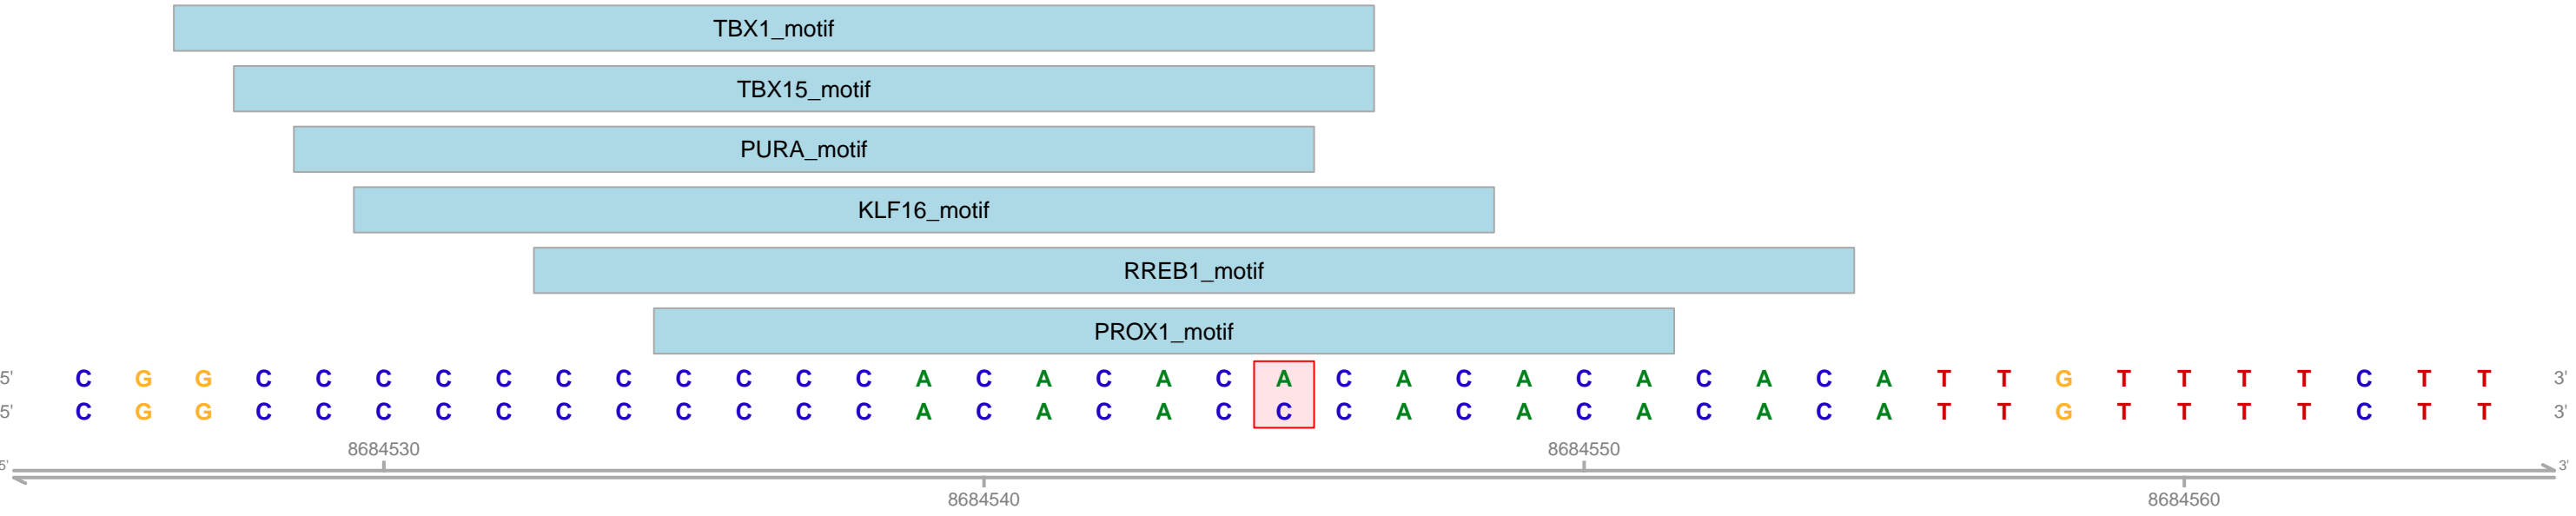 TBX1_motif
TBX15_motif
PURA_motif
KLF16_motif
RREB1_motif
PROX1_motif
5' C G G C C C C C C C C C C C A C A C A C A C A C A C A C A C A T T G T T T T C T T 3'
5' C G G C C C C C C C C C C C A C A C A C C C A C A C A C A C A T T G T T T T C T T 3'
8684530 8684550
5' 3'
8684540 8684560